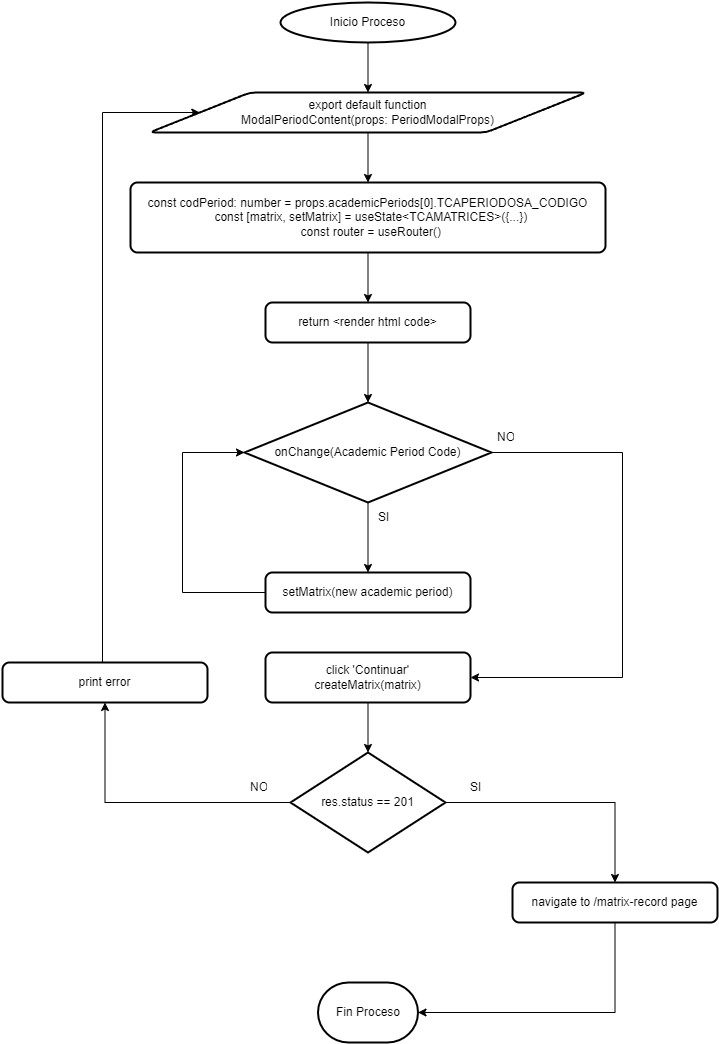 Inicio Proceso
export default function
ModalPeriodContent(props: PeriodModalProps)
const codPeriod: number = props.academicPeriods[0].TCAPERIODOSA_CODIGO
const [matrix, setMatrix] = useState<TCAMATRICES>({...})
const router = useRouter()
return <render html code>
NO
onChange(Academic Period Code)
SI
setMatrix(new academic period)
click 'Continuar'
createMatrix(matrix)
print error
NO
SI
res.status == 201
navigate to /matrix-record page
Fin Proceso